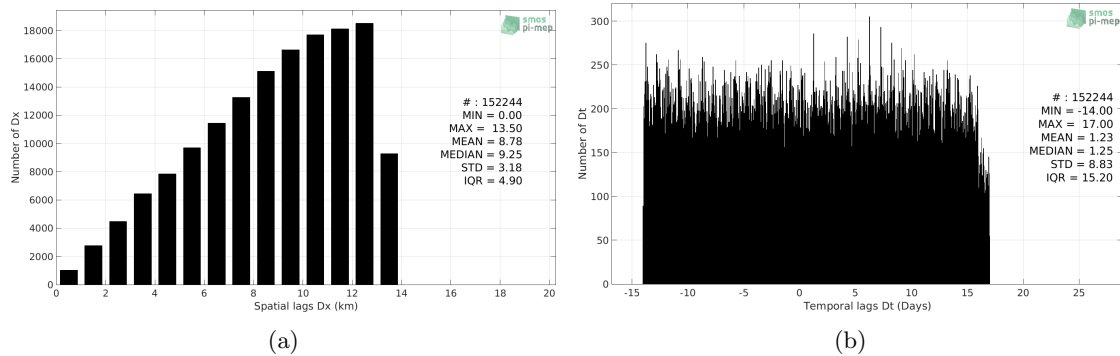 18000
16000
14000
12000
10000
8000
6000
4000
2000
0
Number of Dx
0 2 4 6 8 10 12 14 16 18 20
Spatial lags Dx (km)
smos
pi-mep
# : 152244
MIN = 0.00
MAX = 13.50
MEAN = 8.78
MEDIAN = 9.25
STD = 3.18
IQR = 4.90
(a)
300
250
200
150
100
50
0
Number of Dt
-15 -10 -5 0 5 10 15 20 25
Temporal lags Dt (Days)
smos
pi-mep
# : 152244
MIN = -14.00
MAX = 17.00
MEAN = 1.23
MEDIAN = 1.25
STD = 8.83
IQR = 15.20
(b)